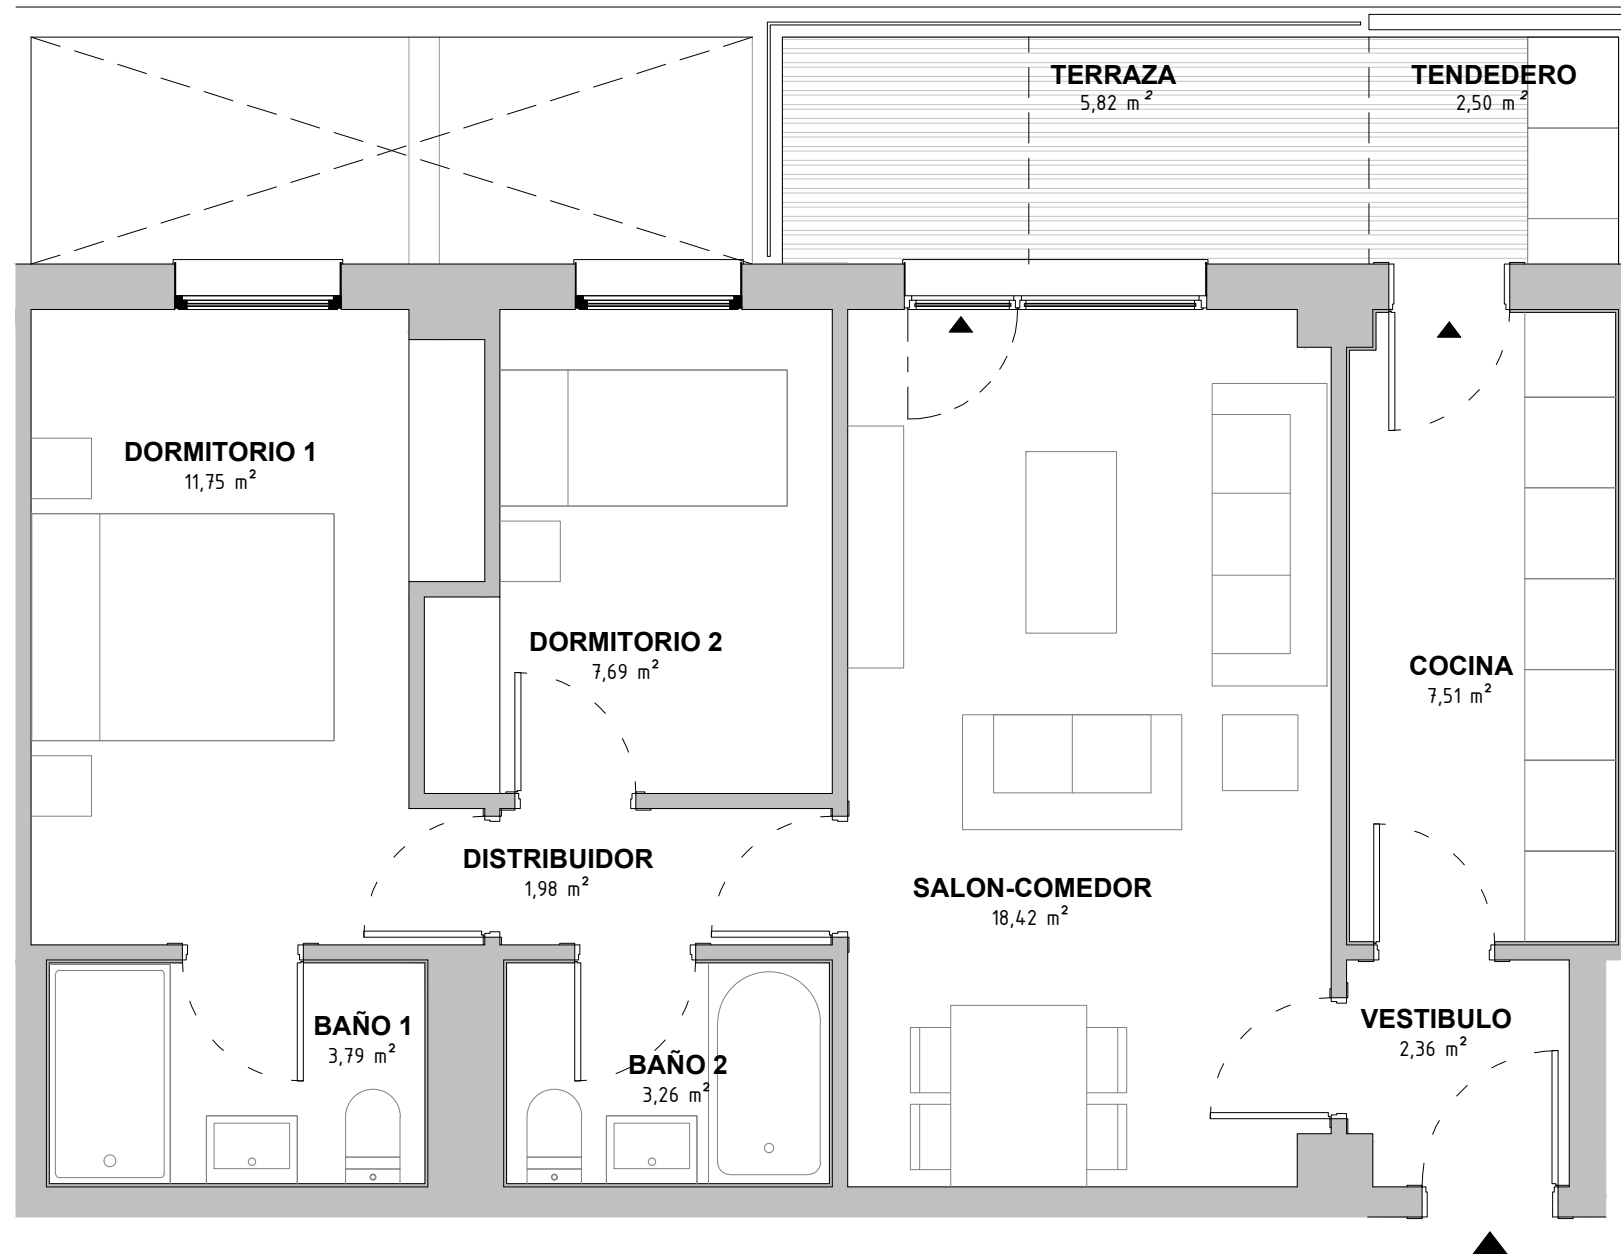 TERRAZA
5,82 m²
TENDEDERO
2,50 m²
DORMITORIO 1
11,75 m²
DORMITORIO 2
7,69 m²
COCINA
7,51 m²
DISTRIBUIDOR
1,98 m²
SALON-COMEDOR
18,42 m²
BAÑO 1
3,79 m²
BAÑO 2
3,26 m²
VESTIBULO
2,36 m²